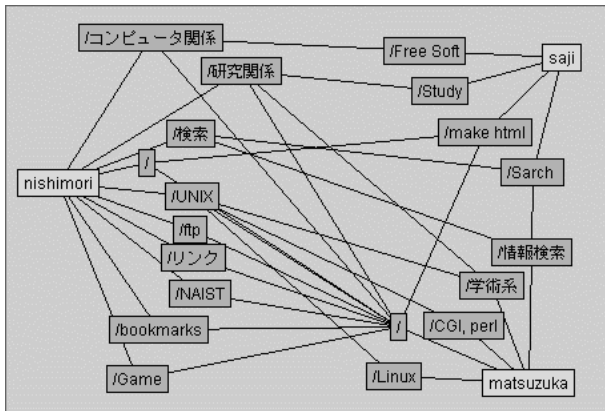 /コンピュータ関係
/Free Soft
saji
/研究関係
/Study
/検索
/make html
/
/Sarch
nishimori
/UNIX
/ftp
/情報検索
/リンク
/学術系
/NAIST
/bookmarks
/
/CGI, perl
/Game
/Linux
matsuzuka